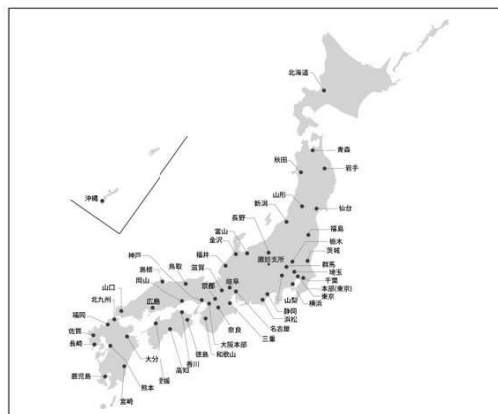 北海道
青森
秋田
岩手
山形
仙台
新潟
福島
長野
栃木
富山
金沢
茨城
福井
諏訪支所
群馬
滋賀
埼玉
神戸
鳥取
千葉
島根
京都
岐阜
本部(東京)
岡山
東京
山梨
横浜
山口
広島
静岡
北九州
浜松
福岡
名古屋
奈良
三重
佐賀
大阪本部
長崎
大分
徳島
和歌山
香川
愛媛
高知
鹿児島
熊本
宮崎
沖縄